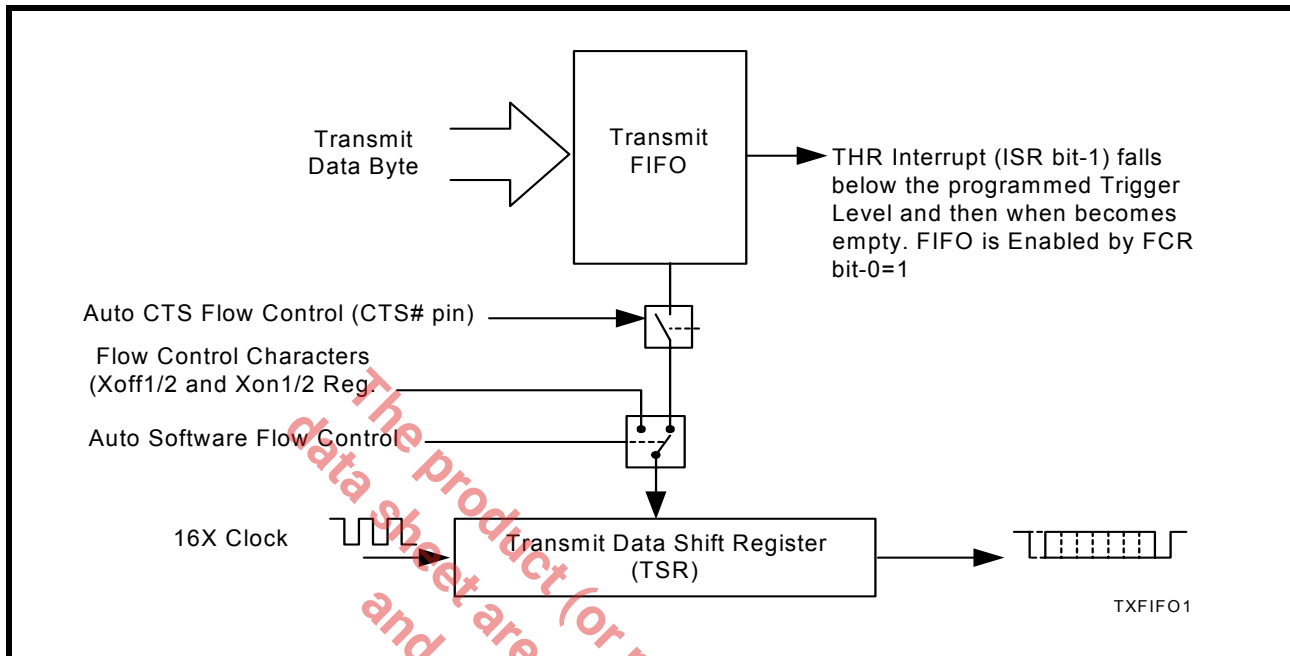 Transmit
Data Byte
Transmit
FIFO
THR Interrupt (ISR bit-1) falls
below the programmed Trigger
Level and then when becomes
empty. FIFO is Enabled by FCR
bit-0=1
Auto CTS Flow Control (CTS# pin)
Flow Control Characters
(Xoff1/2 and Xon1/2 Reg.
Auto Software Flow Control
16X Clock
Transmit Data Shift Register
(TSR)
TXFIFO1
The product (or
data sheet are
and